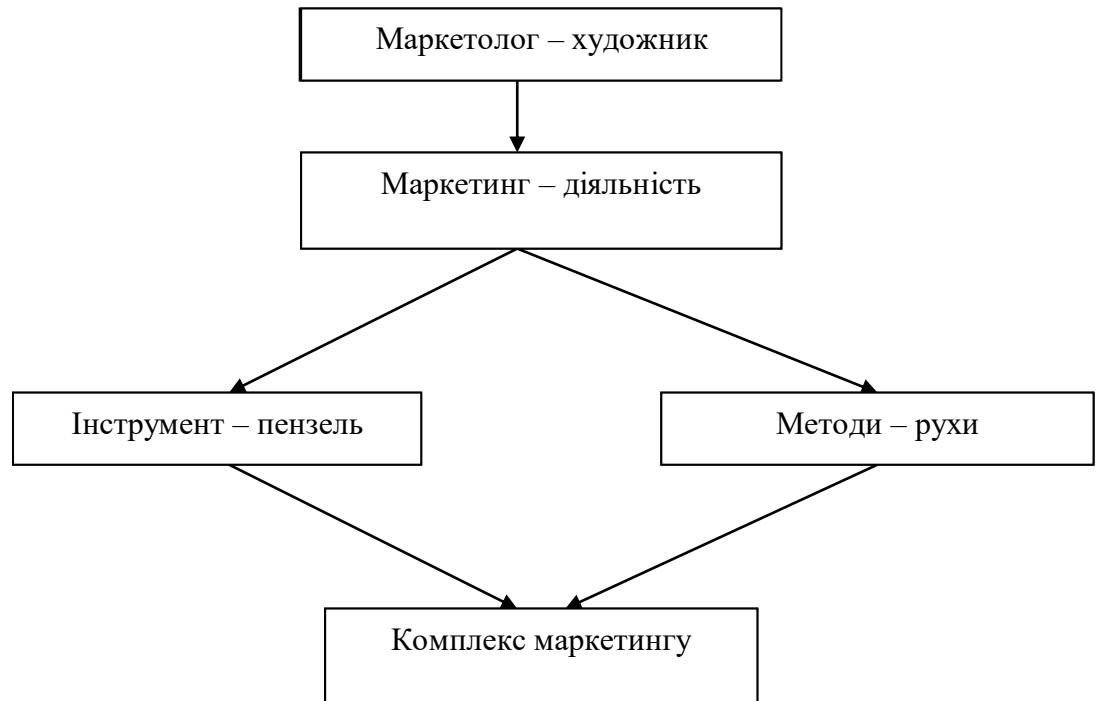 Маркетолог – художник
Маркетинг – діяльність
Інструмент – пензель
Методи – рухи
Комплекс маркетингу